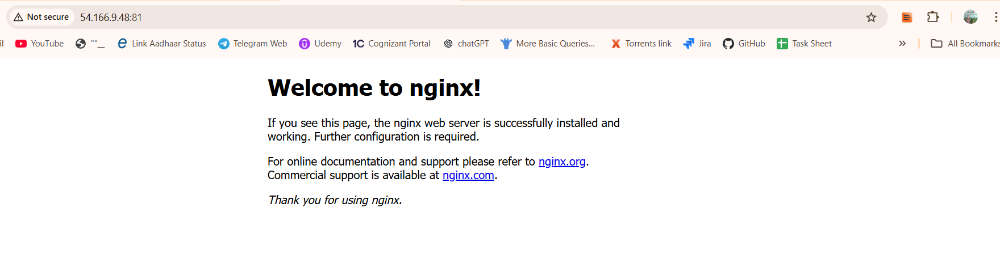 Not secure 54.166.9.48:81
il YouTube ""__ Link Aadhaar Status Telegram Web Udemy 1C Cognizant Portal chatGPT More Basic Queries... X Torrents link Jira GitHub Task Sheet » All Bookmarks
Welcome to nginx!
If you see this page, the nginx web server is successfully installed and
working. Further configuration is required.
For online documentation and support please refer to nginx.org.
Commercial support is available at nginx.com.
Thank you for using nginx.